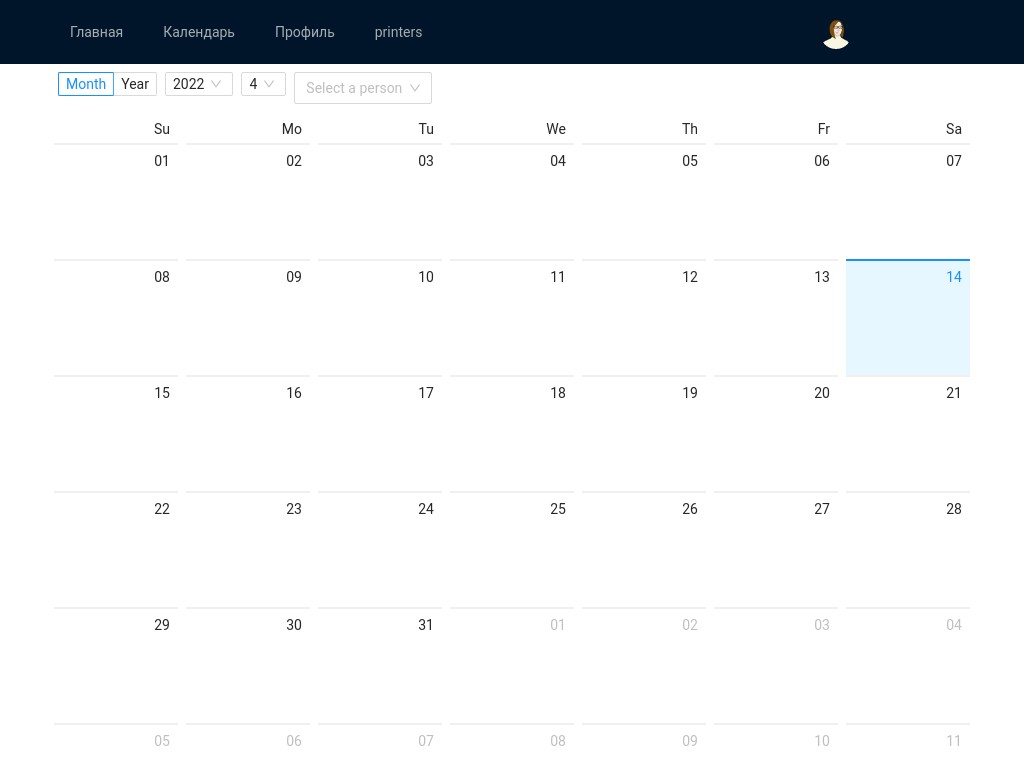 Главная Календарь Профиль printers
Month Year 2022 4 Select a person
Su Mo Tu We Th Fr Sa
01 02 03 04 05 06 07
08 09 10 11 12 13 14
15 16 17 18 19 20 21
22 23 24 25 26 27 28
29 30 31 01 02 03 04
05 06 07 08 09 10 11